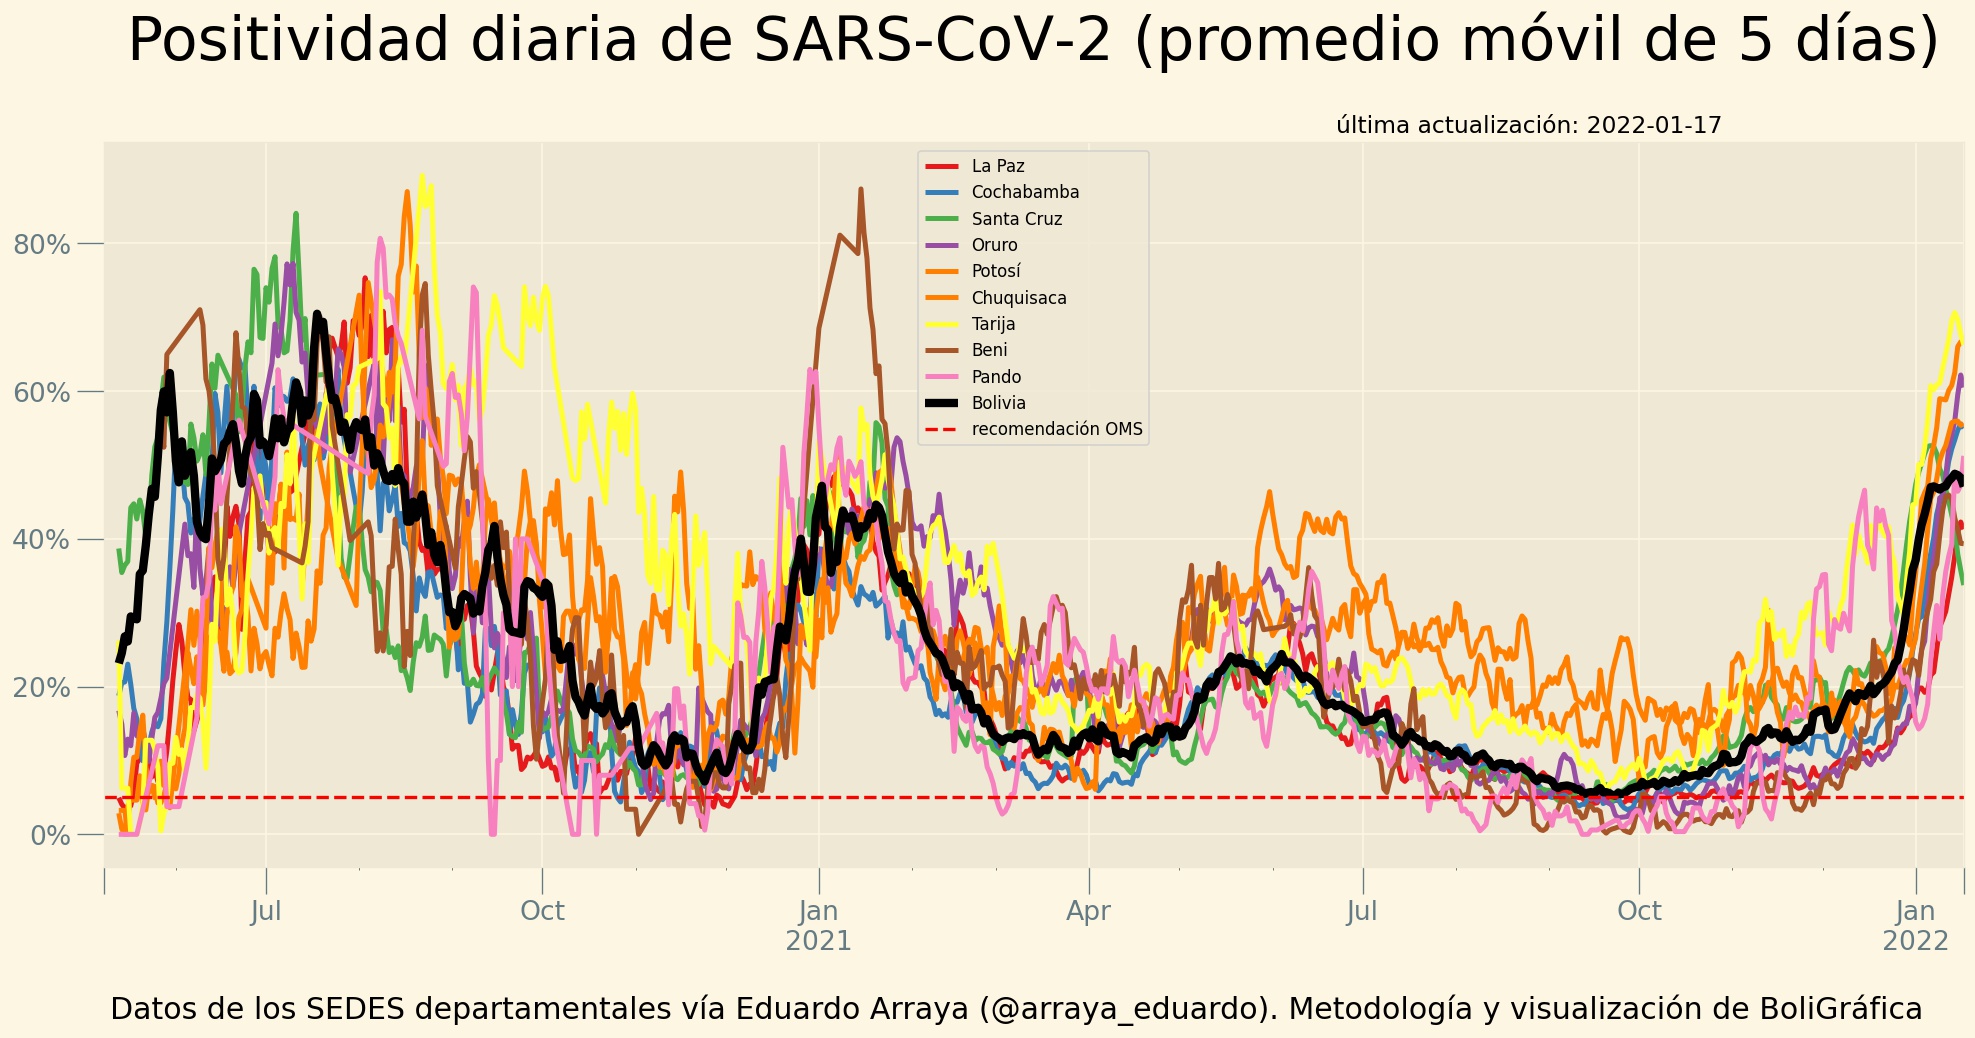 Positividad diaria de SARS-CoV-2 (promedio móvil de 5 días)
última actualización: 2022-01-17
La Paz
Cochabamba
Santa Cruz
Oruro
Potosí
Chuquisaca
Tarija
Beni
Pando
Bolivia
recomendación OMS
80%
60%
40%
20%
0%
Jul Oct Jan Apr Jul Oct Jan
2021 2022
Datos de los SEDES departamentales vía Eduardo Arraya (@arraya_eduardo). Metodología y visualización de BoliGráfica